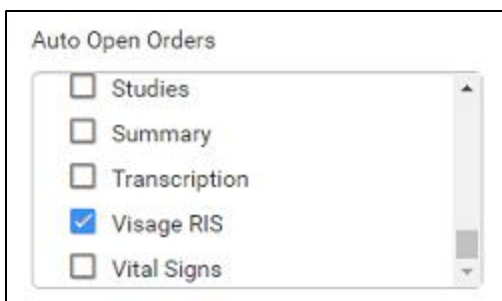 Auto Open Orders
Studies
Summary
Transcription
Visage RIS
Vital Signs